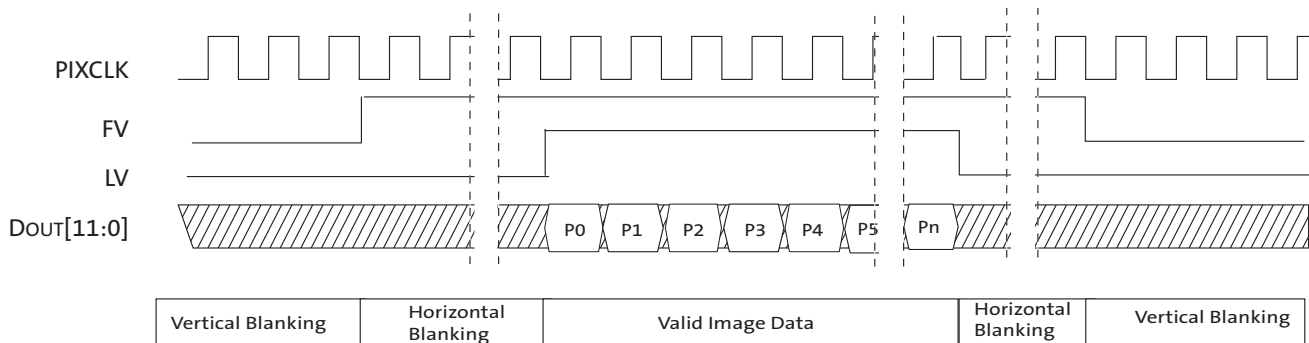 PIXCLK
FV
LV
DOUT[11:0]
P0 P1 P2 P3 P4 P5 Pn
Vertical Blanking
Horizontal
Blanking
Valid Image Data
Horizontal
Blanking
Vertical Blanking